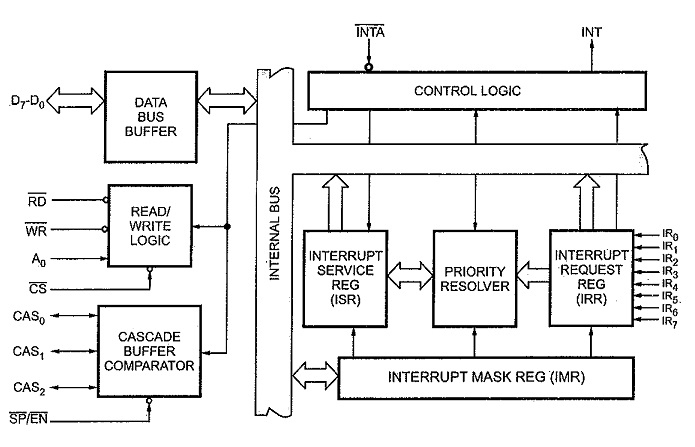 INTA
INT
D7-D0
DATA
BUS
BUFFER
CONTROL LOGIC
RD
WR
A0
CS
READ/
WRITE
LOGIC
INTERNAL BUS
INTERRUPT
SERVICE
REG
(ISR)
PRIORITY
RESOLVER
INTERRUPT
REQUEST
REG
(IRR)
IR0
IR1
IR2
IR3
IR4
IR5
IR6
IR7
CAS0
CAS1
CAS2
SP/EN
CASCADE
BUFFER
COMPARATOR
INTERRUPT MASK REG (IMR)